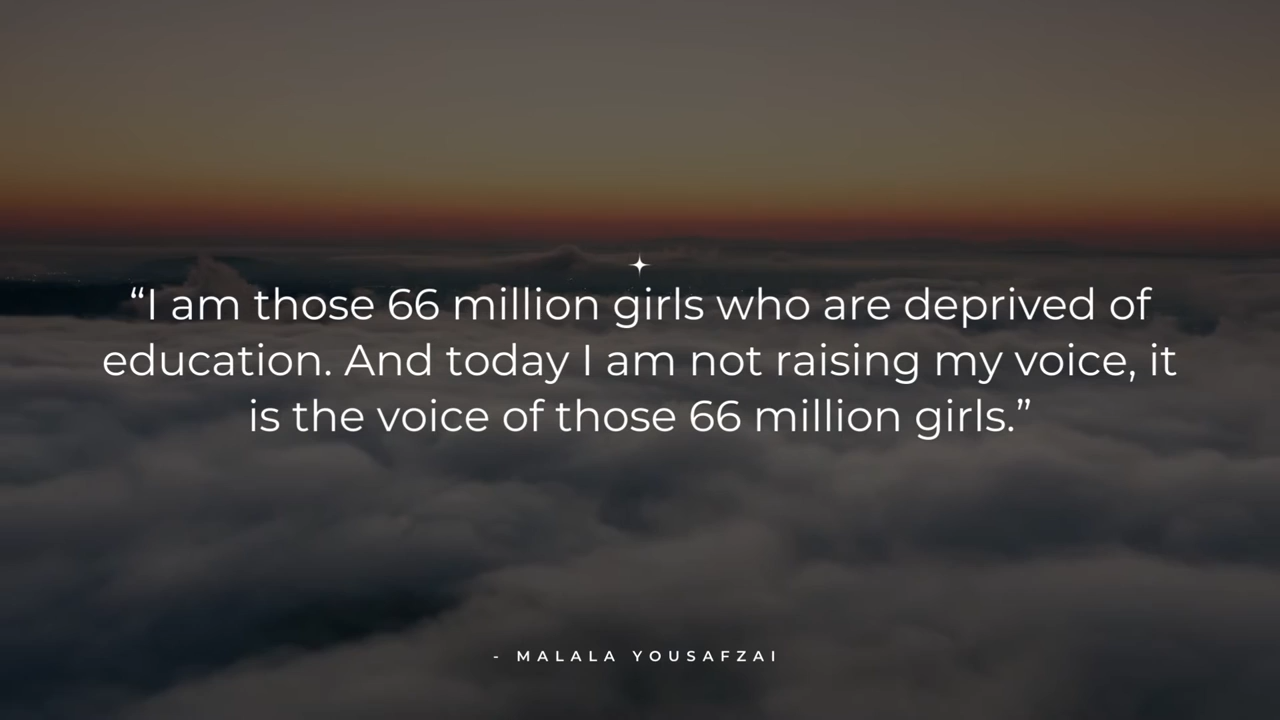 “I am those 66 million girls who are deprived of
education. And today I am not raising my voice, it
is the voice of those 66 million girls.”
- MALALA YOUSAFZAI